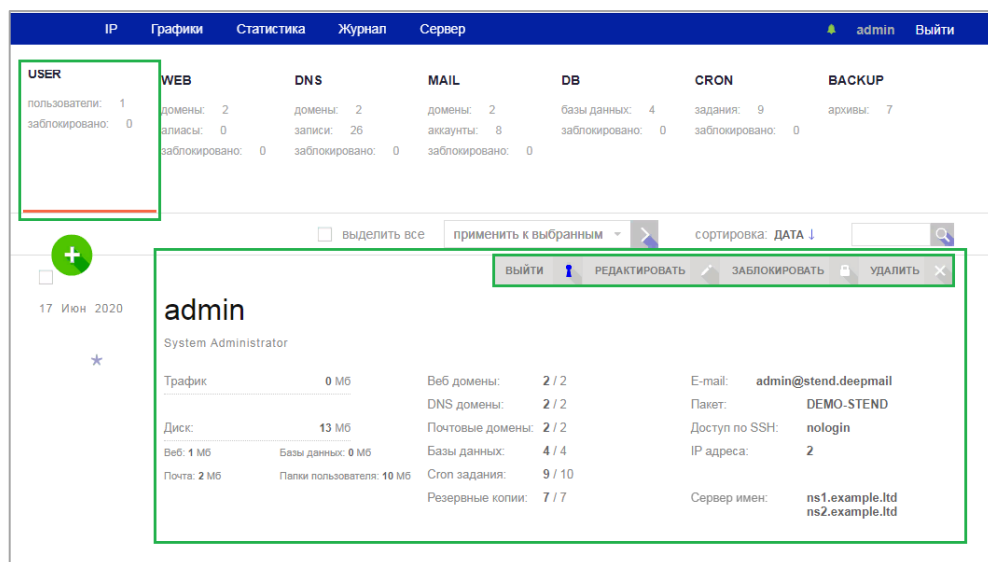 IP Графики Статистика Журнал Сервер admin Выйти
USER WEB DNS MAIL DB CRON BACKUP
пользователи: 1 домены: 2 домены: 2 домены: 2 базы данных: 4 задания: 9 архивы: 7
заблокировано: 0 алиасы: 0 записи: 26 аккаунты: 8 заблокировано: 0 заблокировано: 0
заблокировано: 0 заблокировано: 0 заблокировано: 0
выделить все применить к выбранным сортировка: ДАТА ↓
ВЫЙТИ РЕДАКТИРОВАТЬ ЗАБЛОКИРОВАТЬ УДАЛИТЬ
17 Июн 2020 admin
System Administrator
Трафик 0 Мб Веб домены: 2 / 2 E-mail: admin@stend.deepmail
DNS домены: 2 / 2 Пакет: DEMO-STEND
Диск: 13 Мб Почтовые домены: 2 / 2 Доступ по SSH: nologin
Веб: 1 Мб Базы данных: 0 Мб Базы данных: 4 / 4 IP адреса: 2
Почта: 2 Мб Папки пользователя: 10 Мб Cron задания: 9 / 10
Резервные копии: 7 / 7 Сервер имен: ns1.example.ltd
ns2.example.ltd